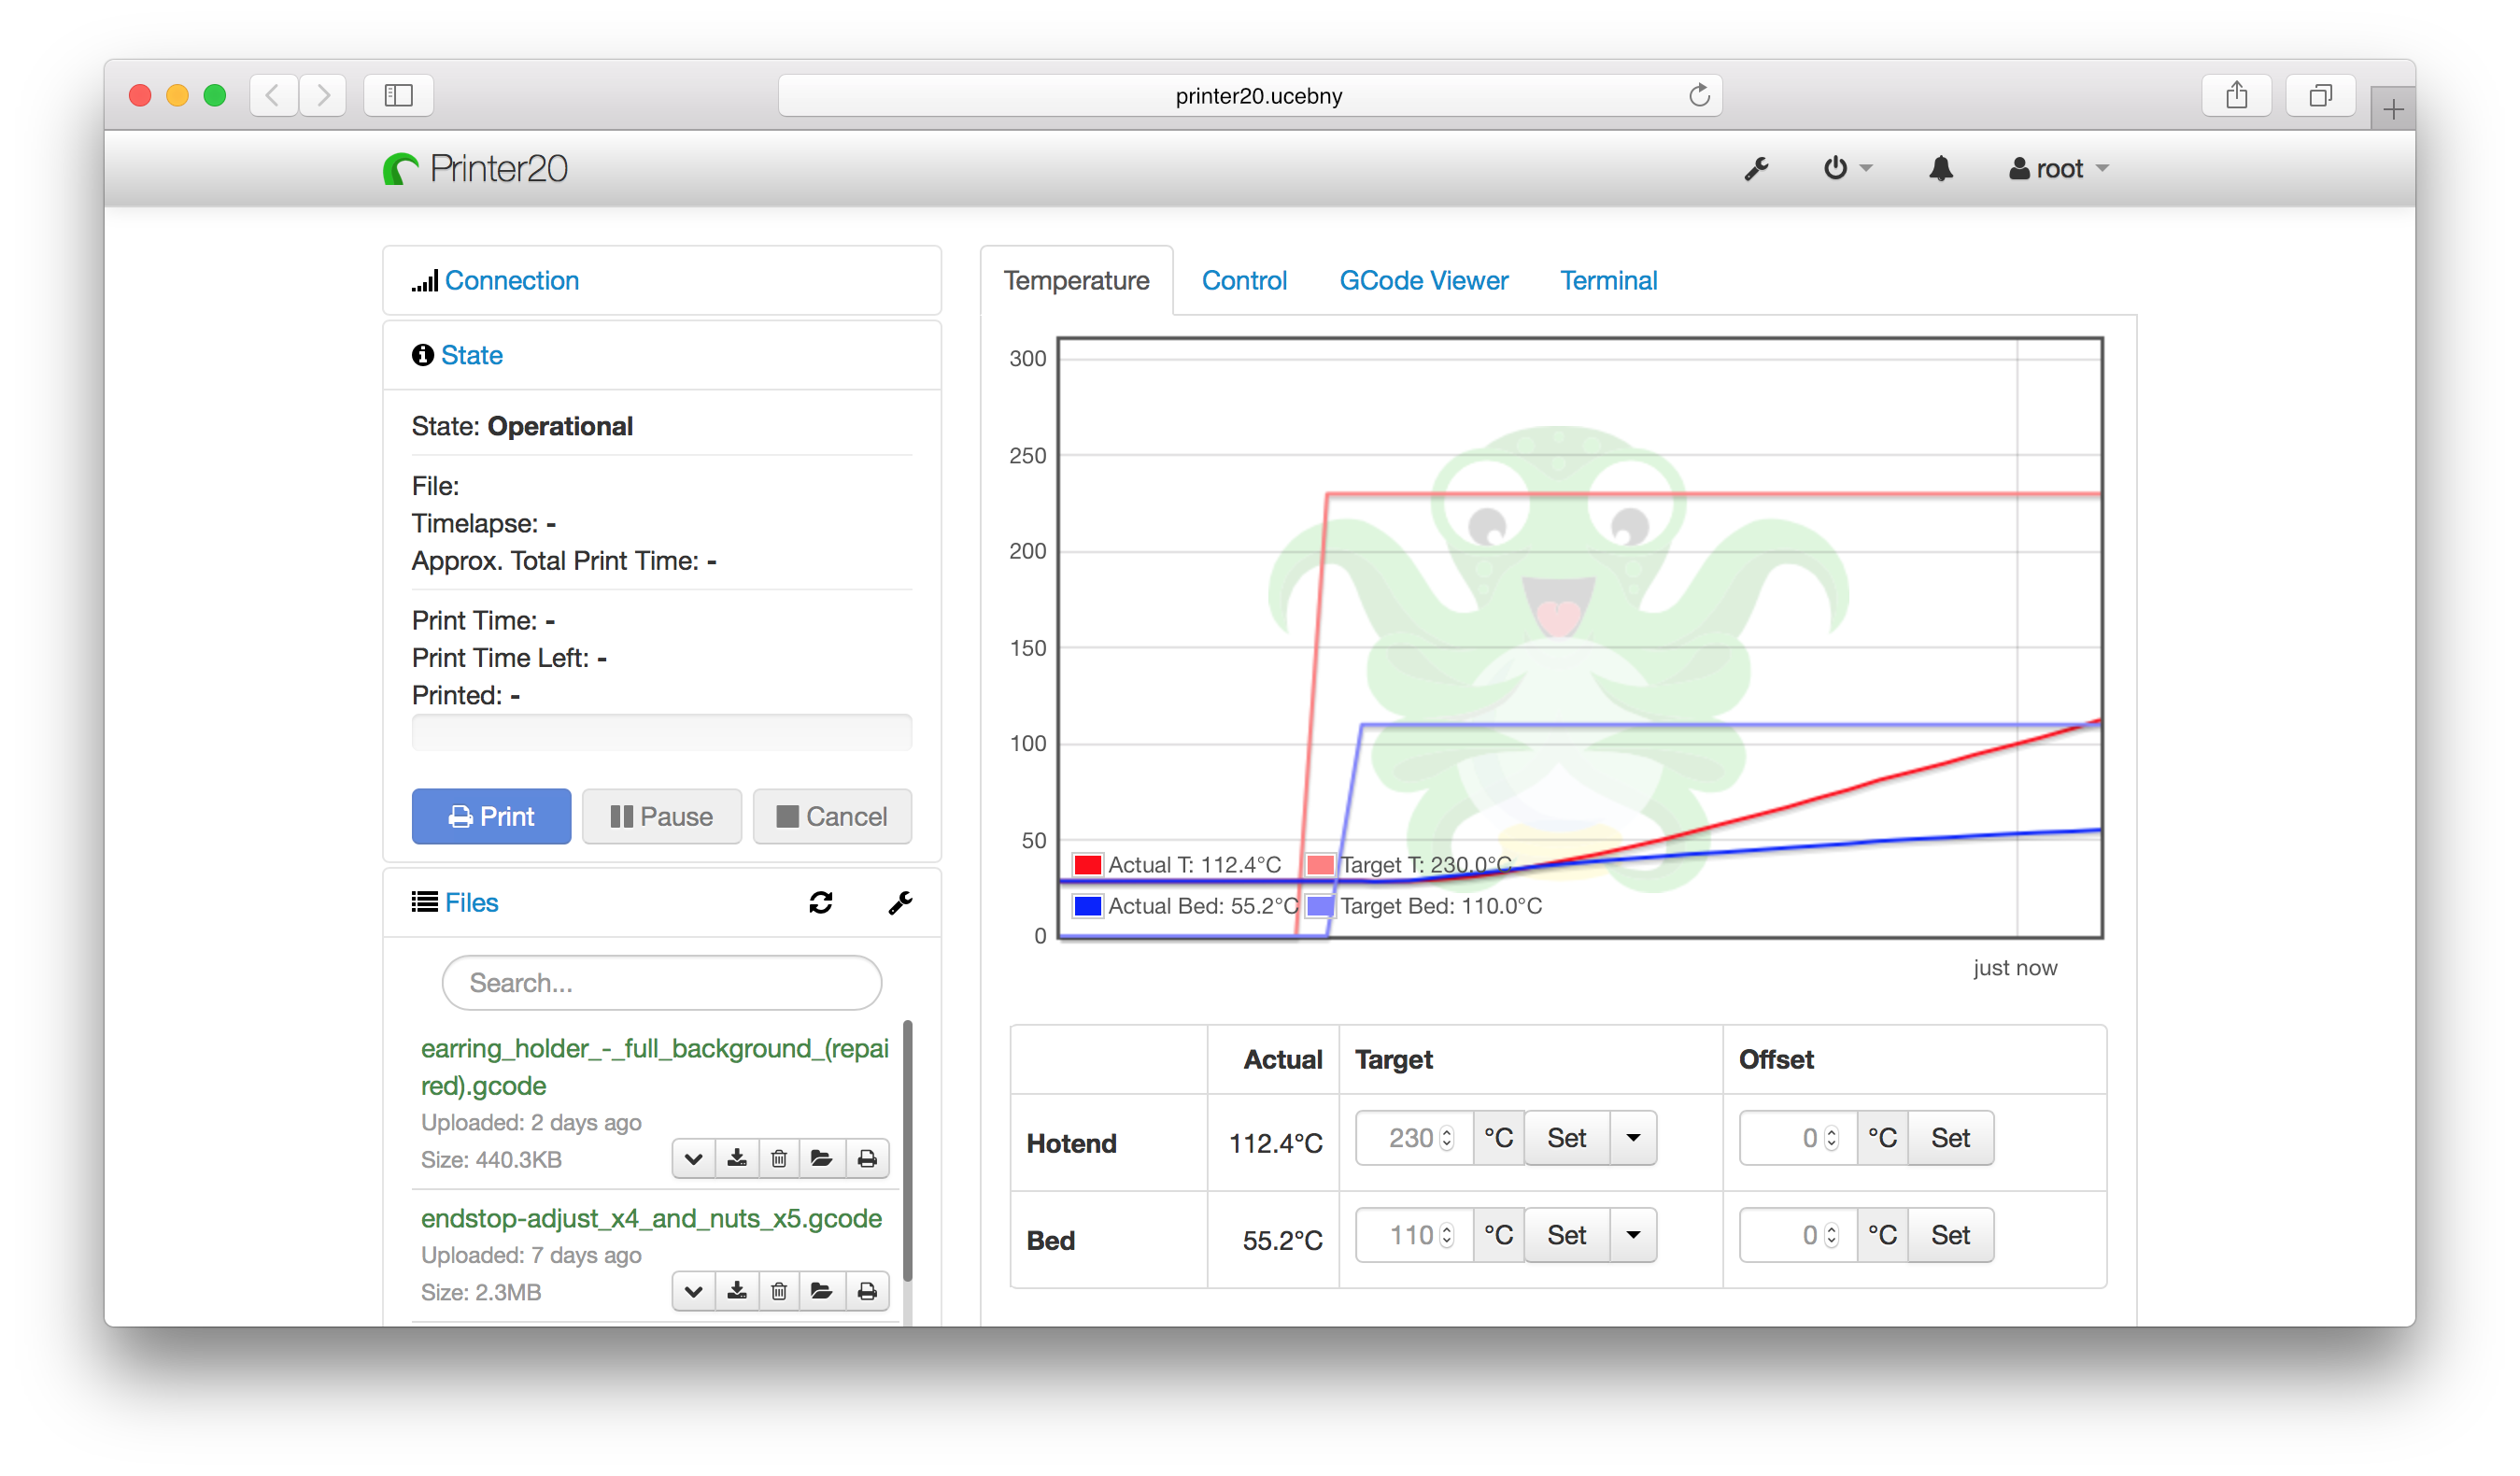 printer20.ucebny
Printer20
root
Connection
State
State: Operational
File:
Timelapse: -
Approx. Total Print Time: -
Print Time: -
Print Time Left: -
Printed: -
Print
Pause
Cancel
Files
Search...
earring_holder_-_full_background_(repai
red).gcode
Uploaded: 2 days ago
Size: 440.3KB
endstop-adjust_x4_and_nuts_x5.gcode
Uploaded: 7 days ago
Size: 2.3MB
Temperature
Control
GCode Viewer
Terminal
300
250
200
150
100
50
0
Actual T: 112.4°C
Target T: 230.0°C
Actual Bed: 55.2°C
Target Bed: 110.0°C
just now
Actual
Target
Offset
Hotend
112.4°C
230
°C
Set
0
°C
Set
Bed
55.2°C
110
°C
Set
0
°C
Set